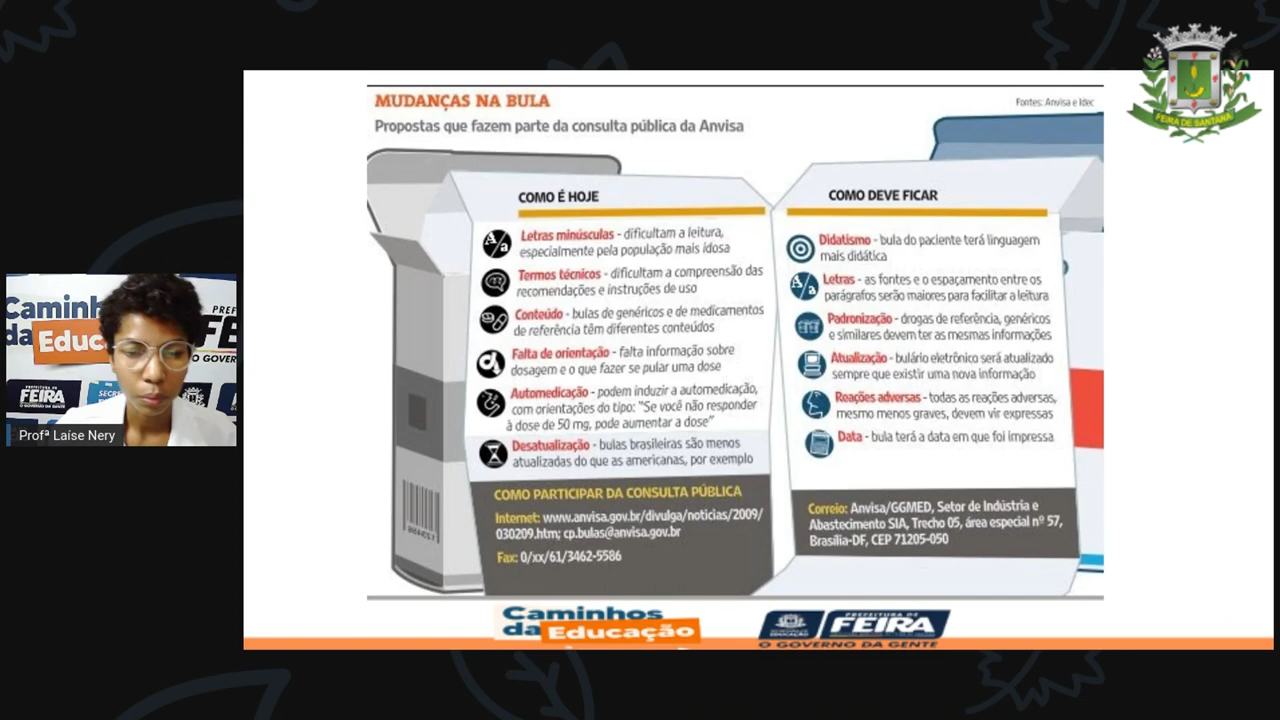 FEIRA DE SANTANA
MUDANÇAS NA BULA
Fontes: Anvisa e Idec
Propostas que fazem parte da consulta pública da Anvisa
COMO É HOJE
Letras minúsculas - dificultam a leitura,
especialmente pela população mais idosa
Termos técnicos - dificultam a compreensão das
recomendações e instruções de uso
Conteúdo - bulas de genéricos e de medicamentos
de referência têm diferentes conteúdos
Falta de orientação - falta informação sobre
dosagem e o que fazer se pular uma dose
Automedicação - podem induzir a automedicação,
com orientações do tipo: "Se você não responder
à dose de 50 mg, pode aumentar a dose"
Desatualização - bulas brasileiras são menos
atualizadas do que as americanas, por exemplo
COMO PARTICIPAR DA CONSULTA PÚBLICA
Internet: www.anvisa.gov.br/divulga/noticias/2009/
030209.htm; cp.bulas@anvisa.gov.br
Fax: 0/xx/61/3462-5586
COMO DEVE FICAR
Didatismo - bula do paciente terá linguagem
mais didática
Letras - as fontes e o espaçamento entre os
parágrafos serão maiores para facilitar a leitura
Padronização - drogas de referência, genéricos
e similares devem ter as mesmas informações
Atualização - bulário eletrônico será atualizado
sempre que existir uma nova informação
Reações adversas - todas as reações adversas,
mesmo menos graves, devem vir expressas
Data - bula terá a data em que foi impressa
Correio: Anvisa/GGMED, Setor de Indústria e
Abastecimento SIA, Trecho 05, área especial nº 57,
Brasília-DF, CEP 71205-050
Caminhos
da Educação
EDUCAÇÃO
PREFEITURA DE
FEIRA
O GOVERNO DA GENTE
Caminh
da Educ
PREF
FE
O GOVER
FEIRA
O GOVERNO DA GENTE
SECRE
Profª Laíse Nery